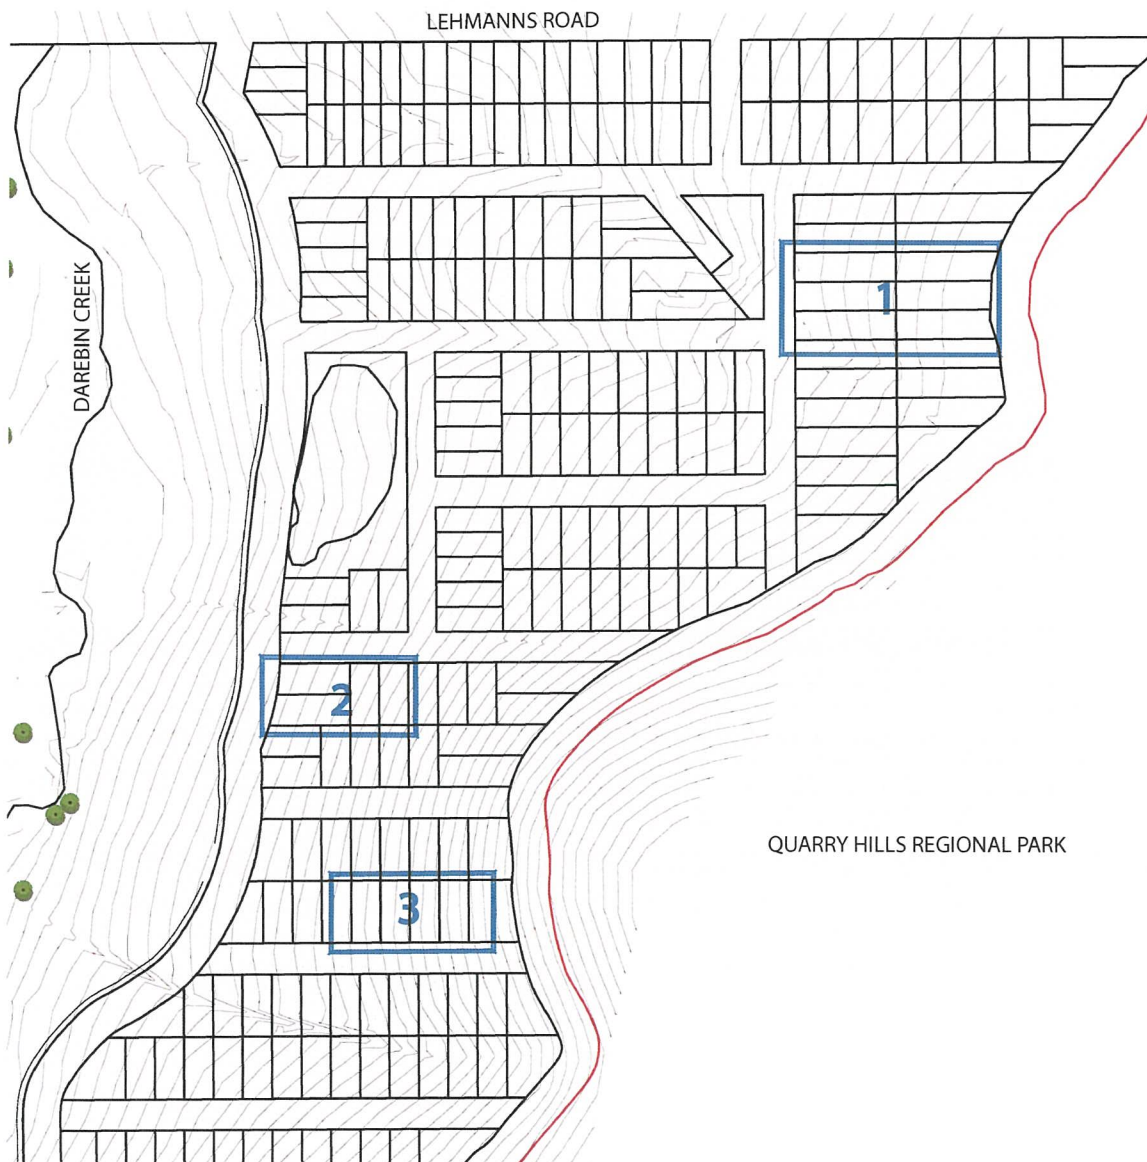 LEHMANNS ROAD
DAREBIN CREEK
1
2
3
QUARRY HILLS REGIONAL PARK